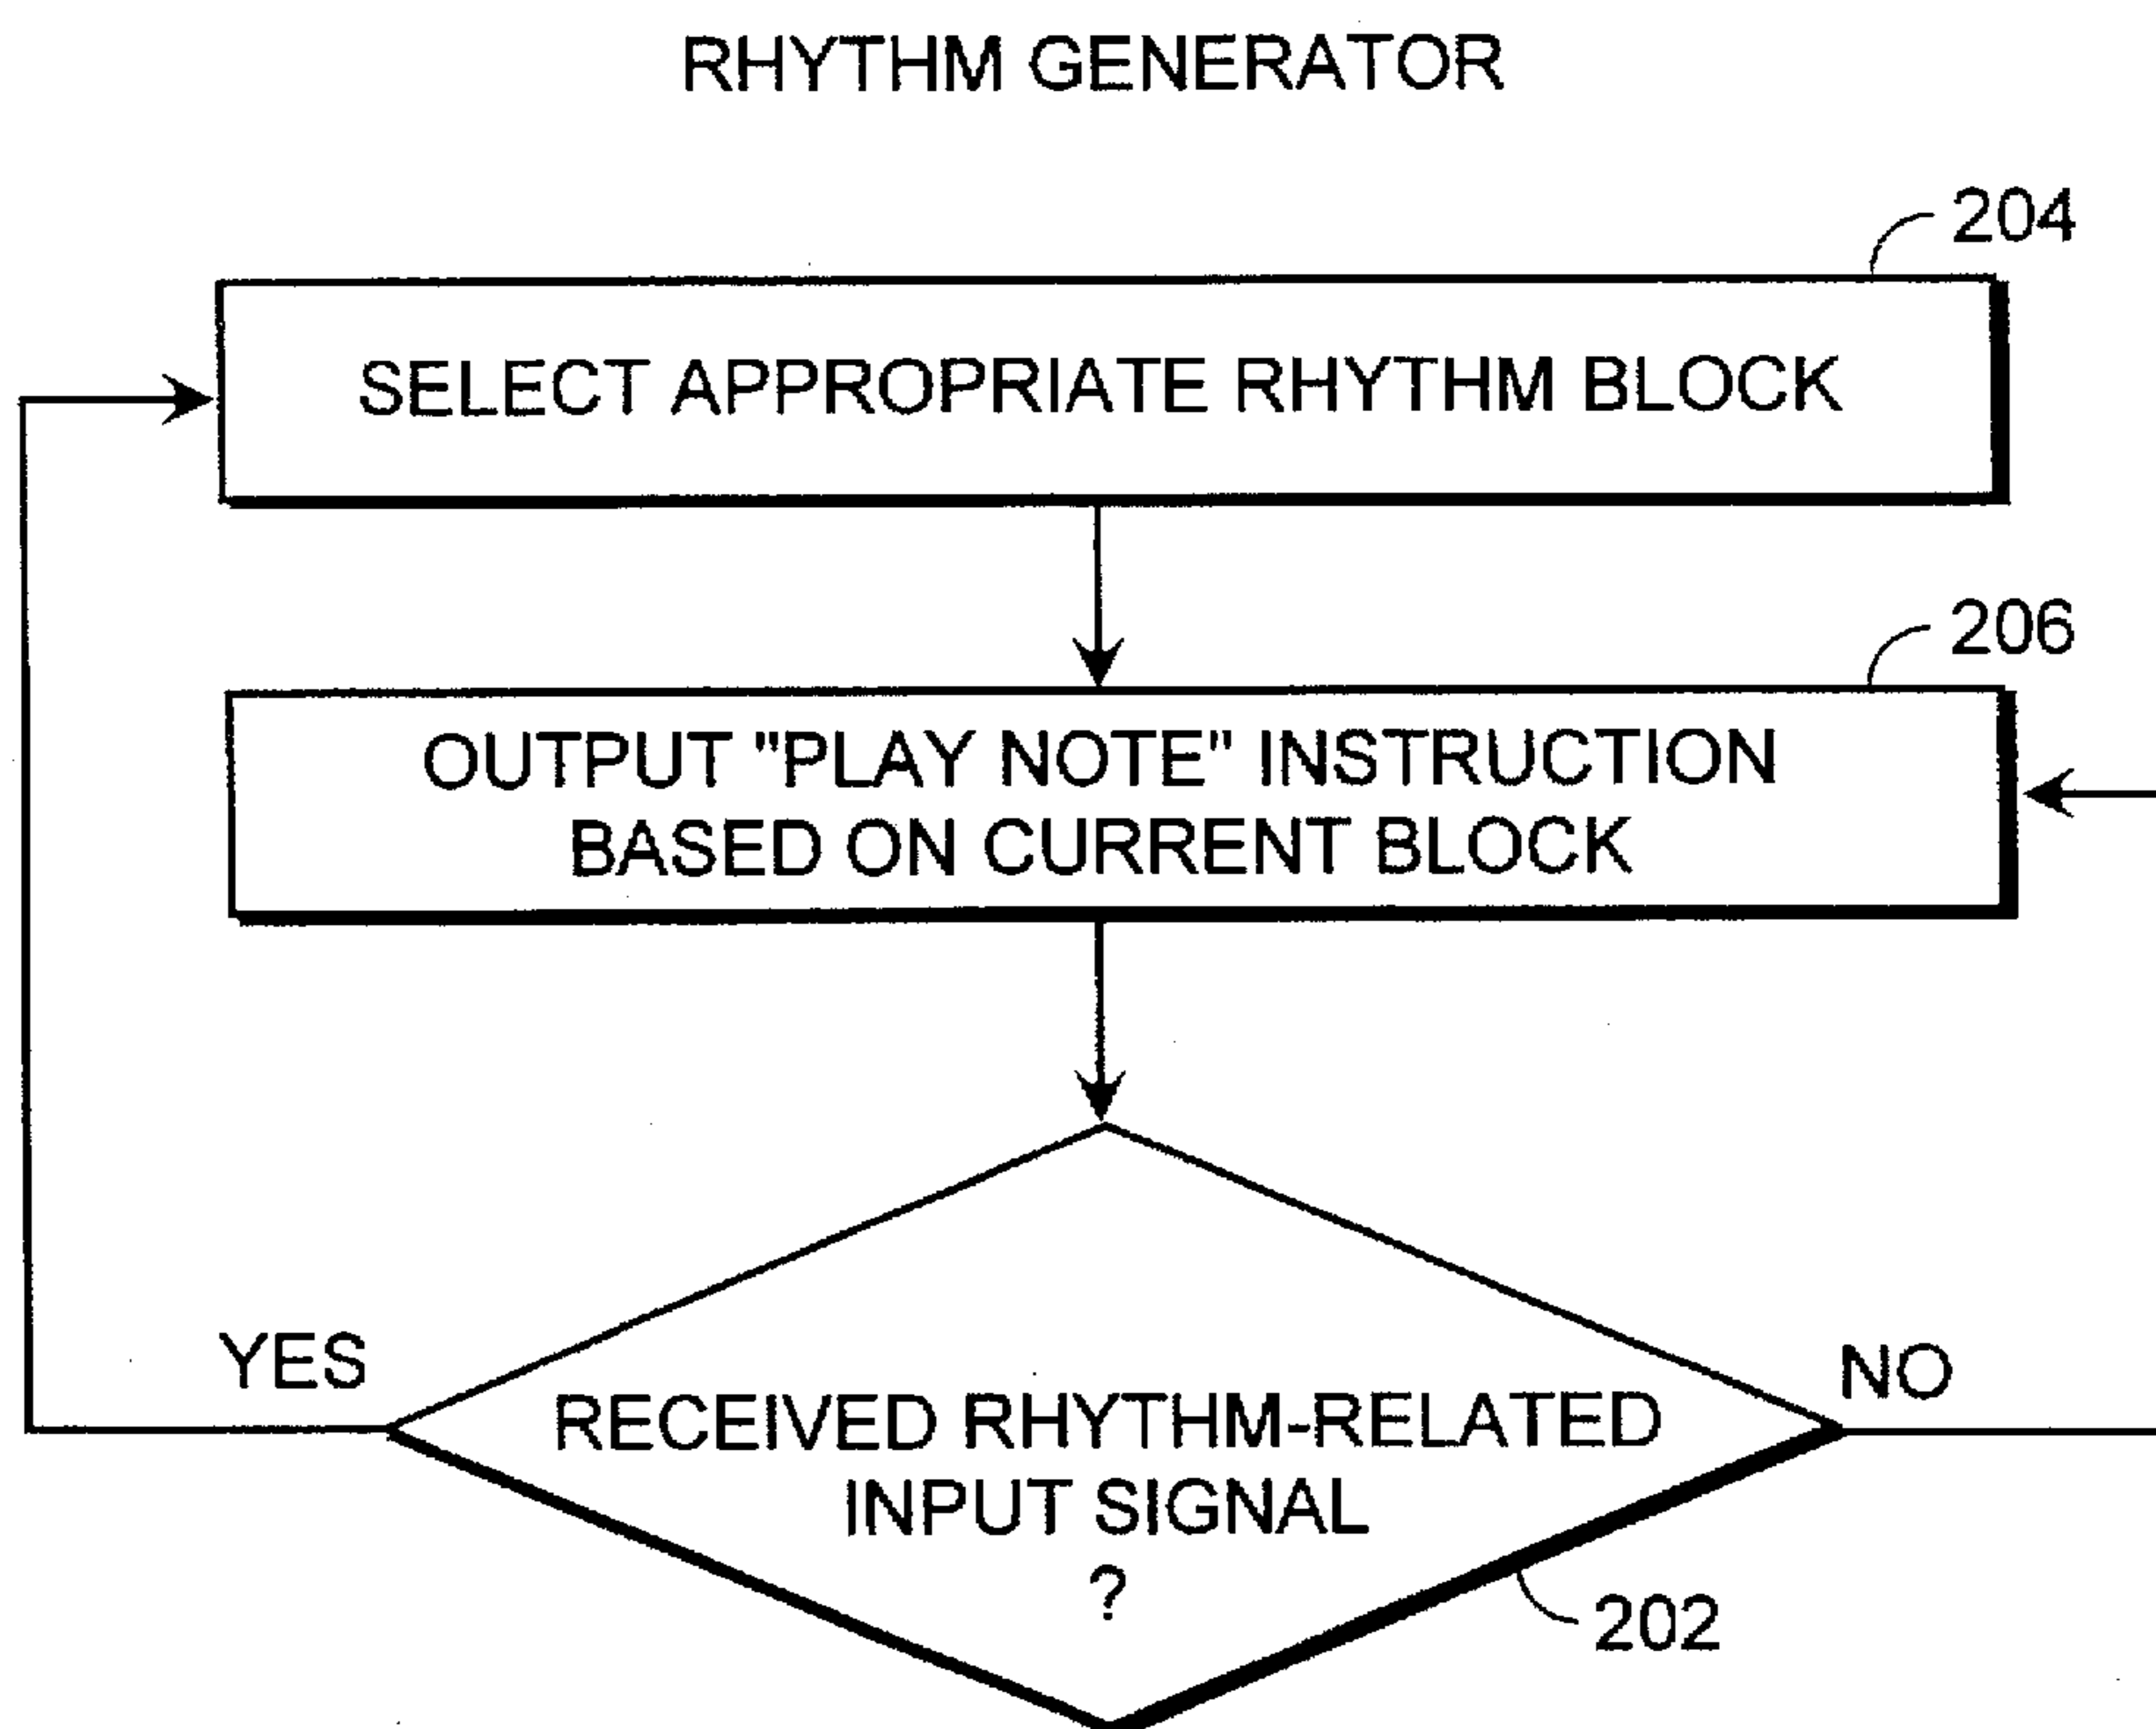 RHYTHM GENERATOR
204
SELECT APPROPRIATE RHYTHM BLOCK
206
OUTPUT "PLAY NOTE" INSTRUCTION
BASED ON CURRENT BLOCK
YES
NO
RECEIVED RHYTHM-RELATED
INPUT SIGNAL
?
202